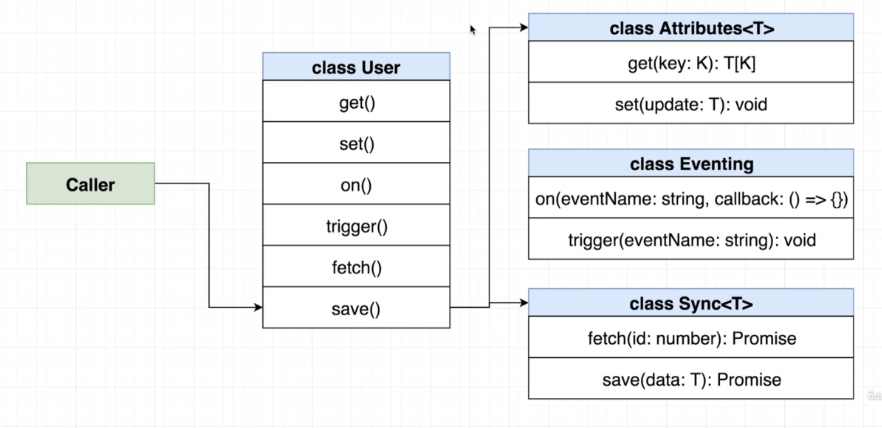 Caller
class User
get()
set()
on()
trigger()
fetch()
save()
class Attributes<T>
get(key: K): T[K]
set(update: T): void
class Eventing
on(eventName: string, callback: () => {})
trigger(eventName: string): void
class Sync<T>
fetch(id: number): Promise
save(data: T): Promise